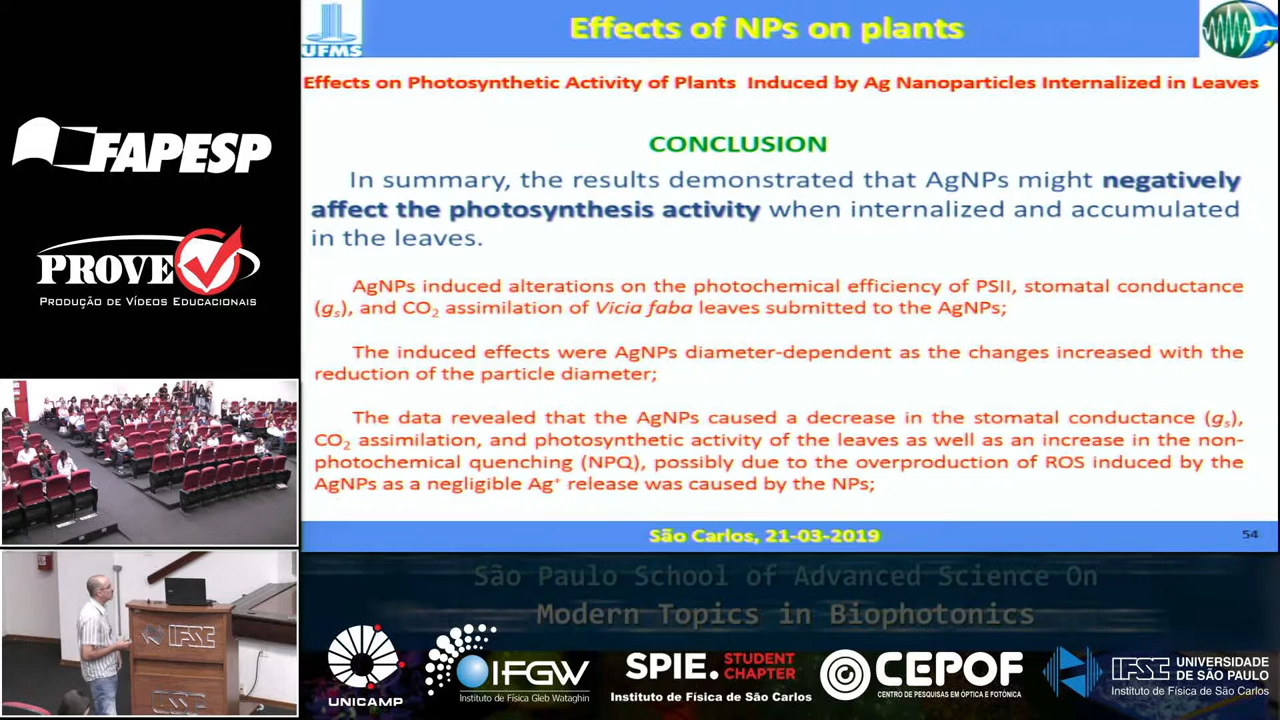 UFMS
Effects of NPs on plants
Effects on Photosynthetic Activity of Plants Induced by Ag Nanoparticles Internalized in Leaves
CONCLUSION
In summary, the results demonstrated that AgNPs might negatively
affect the photosynthesis activity when internalized and accumulated
in the leaves.
AgNPs induced alterations on the photochemical efficiency of PSII, stomatal conductance
(gs), and CO2 assimilation of Vicia faba leaves submitted to the AgNPs;
The induced effects were AgNPs diameter-dependent as the changes increased with the
reduction of the particle diameter;
The data revealed that the AgNPs caused a decrease in the stomatal conductance (gs),
CO2 assimilation, and photosynthetic activity of the leaves as well as an increase in the non-
photochemical quenching (NPQ), possibly due to the overproduction of ROS induced by the
AgNPs as a negligible Ag+ release was caused by the NPs;
São Carlos, 21-03-2019
54
FAPESP
PROVE
PRODUÇÃO DE VÍDEOS EDUCACIONAIS
IFSC
IFSC
São Paulo School of Advanced Science On
Modern Topics in Biophotonics
UNICAMP
IFGW
Instituto de Física Gleb Wataghin
SPIE. STUDENT
CHAPTER
Instituto de Física de São Carlos
CEPOF
CENTRO DE PESQUISAS EM ÓPTICA E FOTÔNICA
IFSC UNIVERSIDADE
DE SÃO PAULO
Instituto de Física de São Carlos